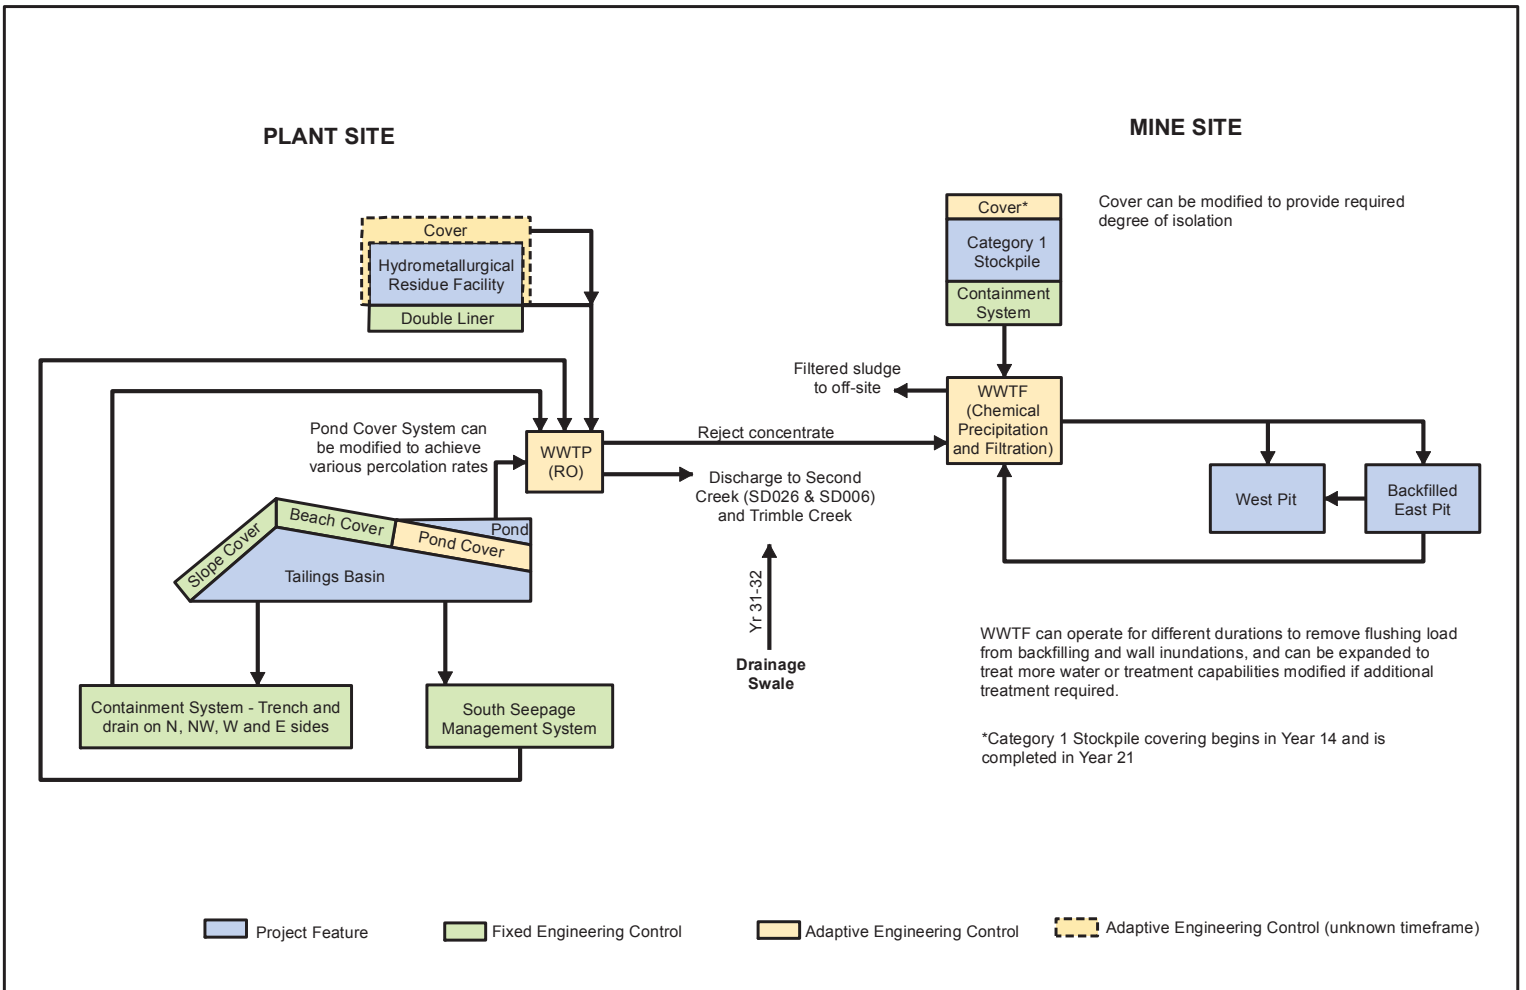 PLANT SITE
MINE SITE
Cover
Hydrometallurgical
Residue Facility
Double Liner
Cover*
Category 1
Stockpile
Containment
System
Cover can be modified to provide required
degree of isolation
Filtered sludge
to off-site
WWTF
(Chemical
Precipitation
and Filtration)
Pond Cover System can
be modified to achieve
various percolation rates
WWTP
(RO)
Reject concentrate
Discharge to Second
Creek (SD026 & SD006)
and Trimble Creek
West Pit
Backfilled
East Pit
Slope Cover
Beach Cover
Pond Cover
Pond
Tailings Basin
Yr 31-32
Drainage
Swale
Containment System - Trench and
drain on N, NW, W and E sides
South Seepage
Management System
WWTF can operate for different durations to remove flushing load
from backfilling and wall inundations, and can be expanded to
treat more water or treatment capabilities modified if additional
treatment required.
*Category 1 Stockpile covering begins in Year 14 and is
completed in Year 21
Project Feature
Fixed Engineering Control
Adaptive Engineering Control
Adaptive Engineering Control (unknown timeframe)